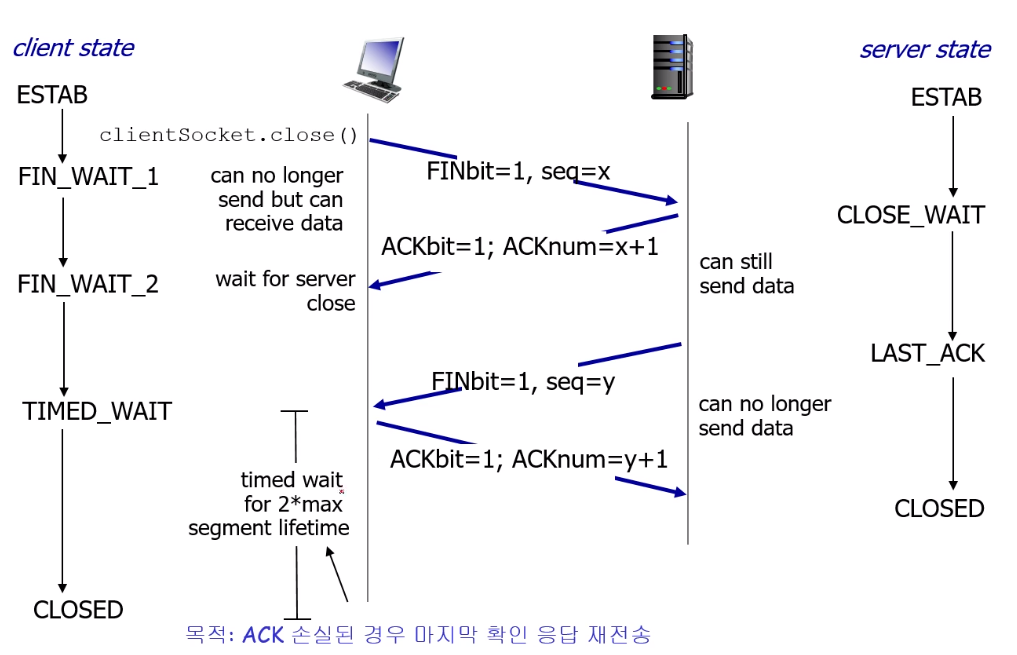 client state
server state
ESTAB
ESTAB
clientSocket.close()
FINbit=1, seq=x
FIN_WAIT_1
can no longer
send but can
receive data
CLOSE_WAIT
ACKbit=1; ACKnum=x+1
can still
send data
FIN_WAIT_2
wait for server
close
LAST_ACK
FINbit=1, seq=y
TIMED_WAIT
can no longer
send data
ACKbit=1; ACKnum=y+1
timed wait
for 2*max
segment lifetime
CLOSED
CLOSED
목적: ACK 손실된 경우 마지막 확인 응답 재전송